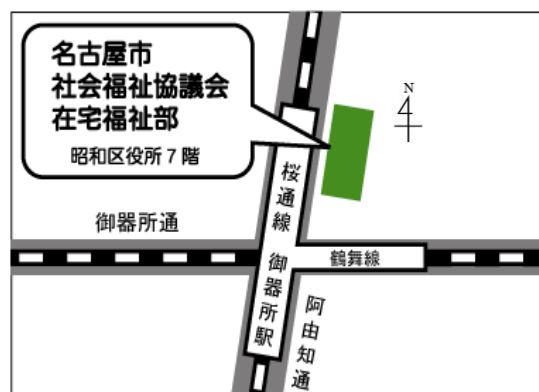 名古屋市
社会福祉協議会
在宅福祉部
昭和区役所7階
N
御器所通
桜通線 御器所駅
鶴舞線
阿由知通